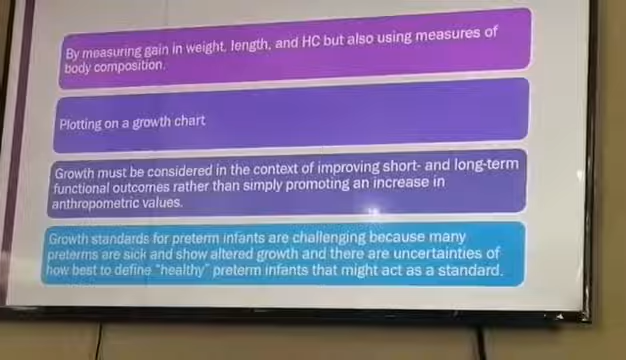 By measuring gain in weight, length, and HC but also using measures of
body composition.
Plotting on a growth chart
Growth must be considered in the context of improving short- and long-term
functional outcomes rather than simply promoting an increase in
anthropometric values.
Growth standards for preterm infants are challenging because many
preterms are sick and show altered growth and there are uncertainties of
how best to define "healthy" preterm infants that might act as a standard.